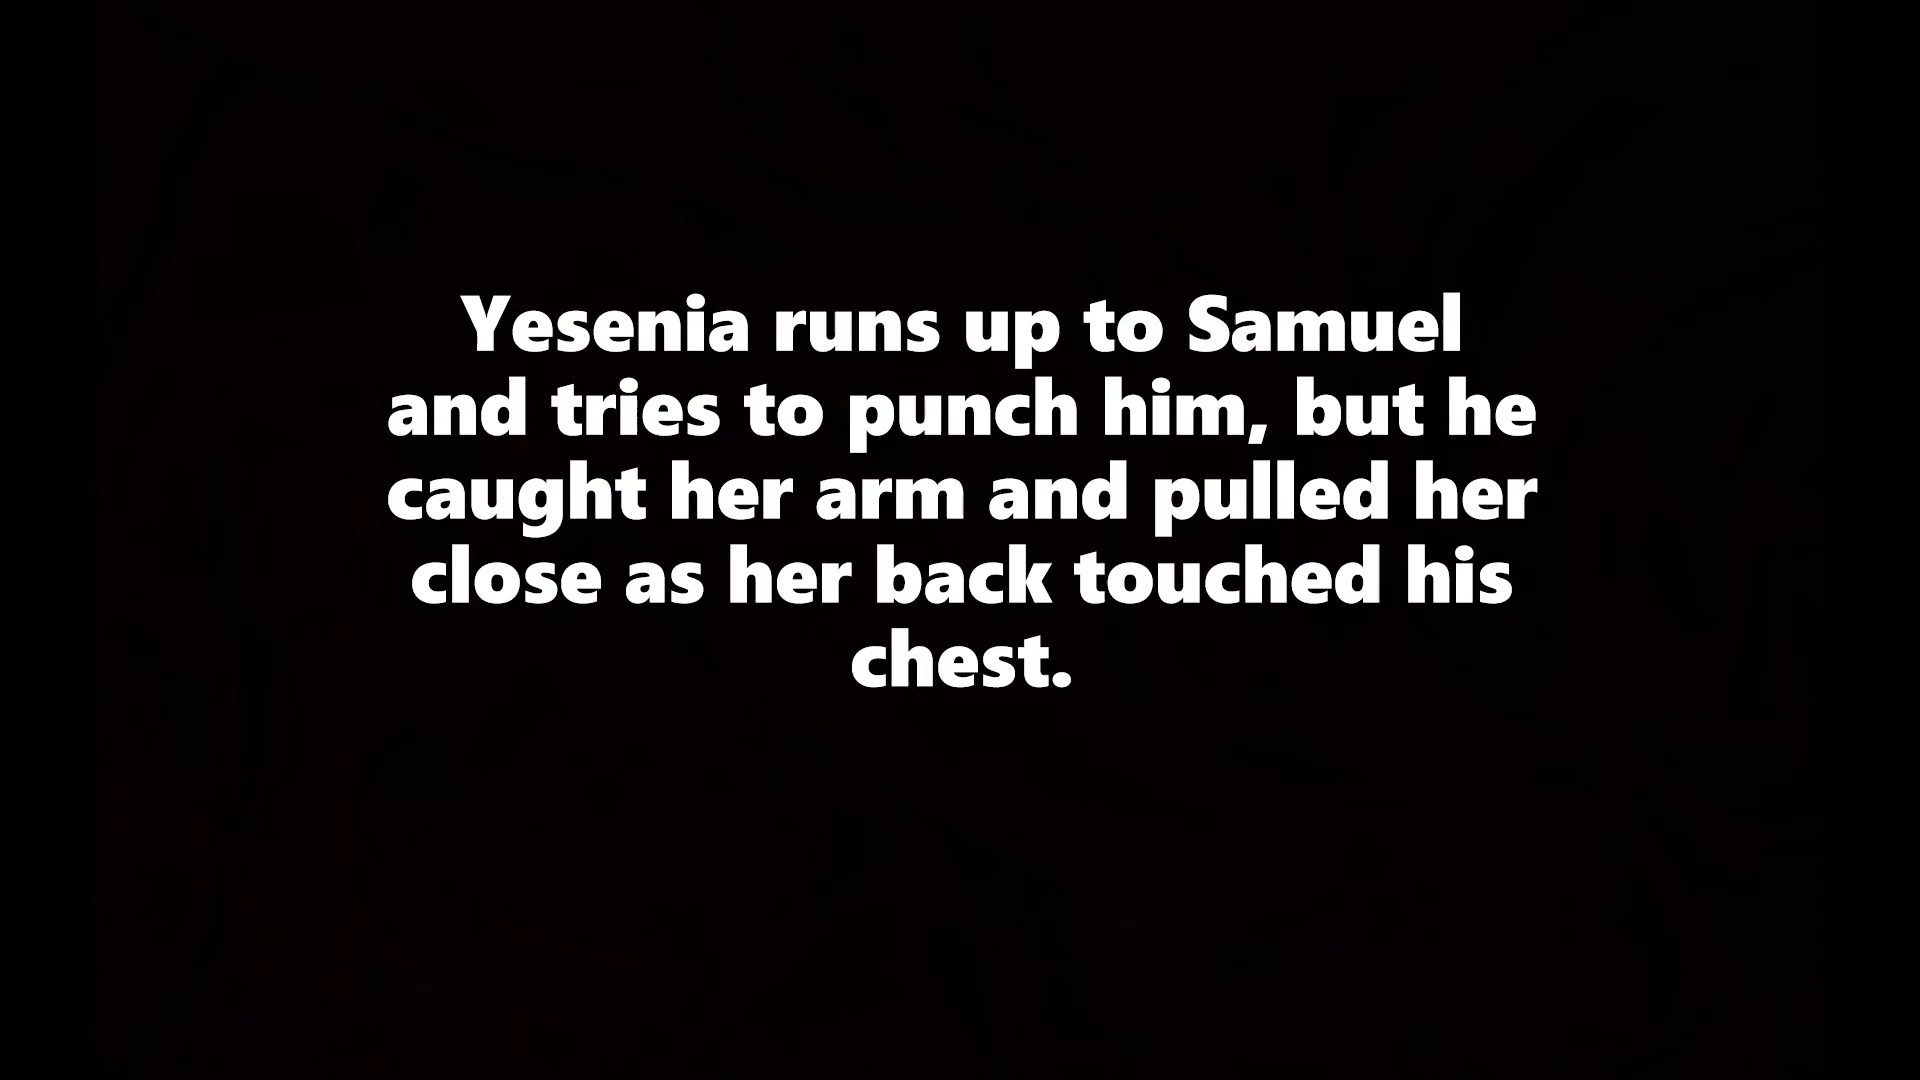 Yesenia runs up to Samuel
and tries to punch him, but he
caught her arm and pulled her
close as her back touched his
chest.